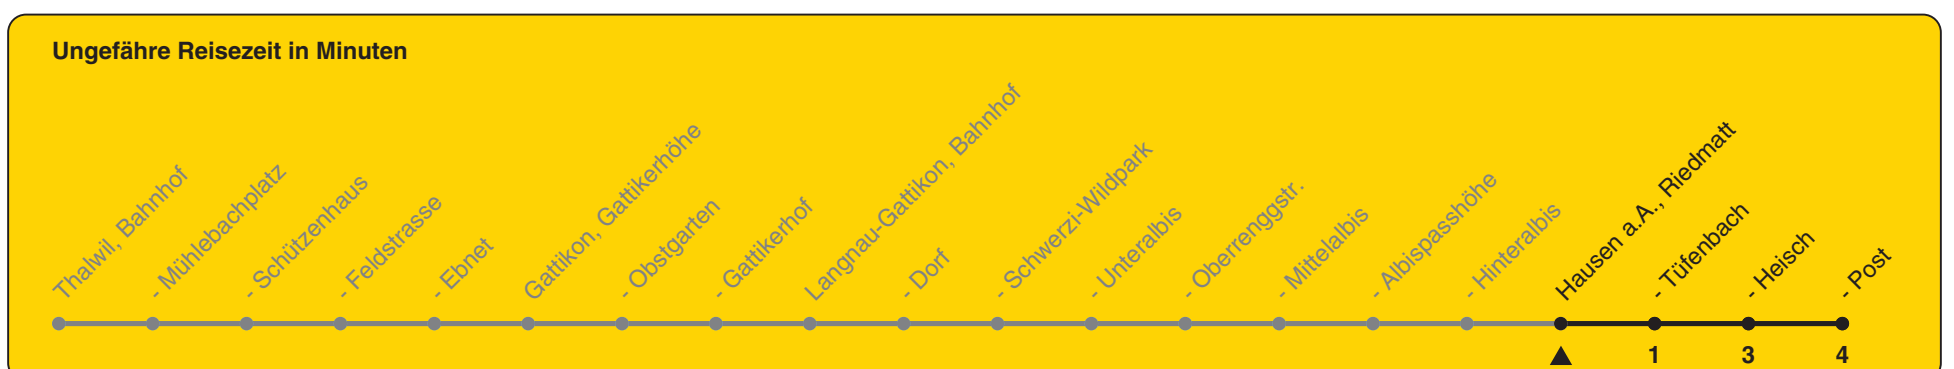 Ungefähre Reisezeit in Minuten
Thalwil, Bahnhof
- Mühlebachplatz
- Schützenhaus
- Feldstrasse
- Ebnet
Gattikon, Gattikerhöhe
- Obstgarten
- Gattikerhof
Langnau-Gattikon, Bahnhof
- Dorf
- Schwerzi-Wildpark
- Unteralbis
- Oberrenggstr.
- Mittelalbis
- Albispasshöhe
- Hinteralbis
Hausen a.A., Riedmatt
- Tüfenbach
- Heisch
- Post
1 3 4